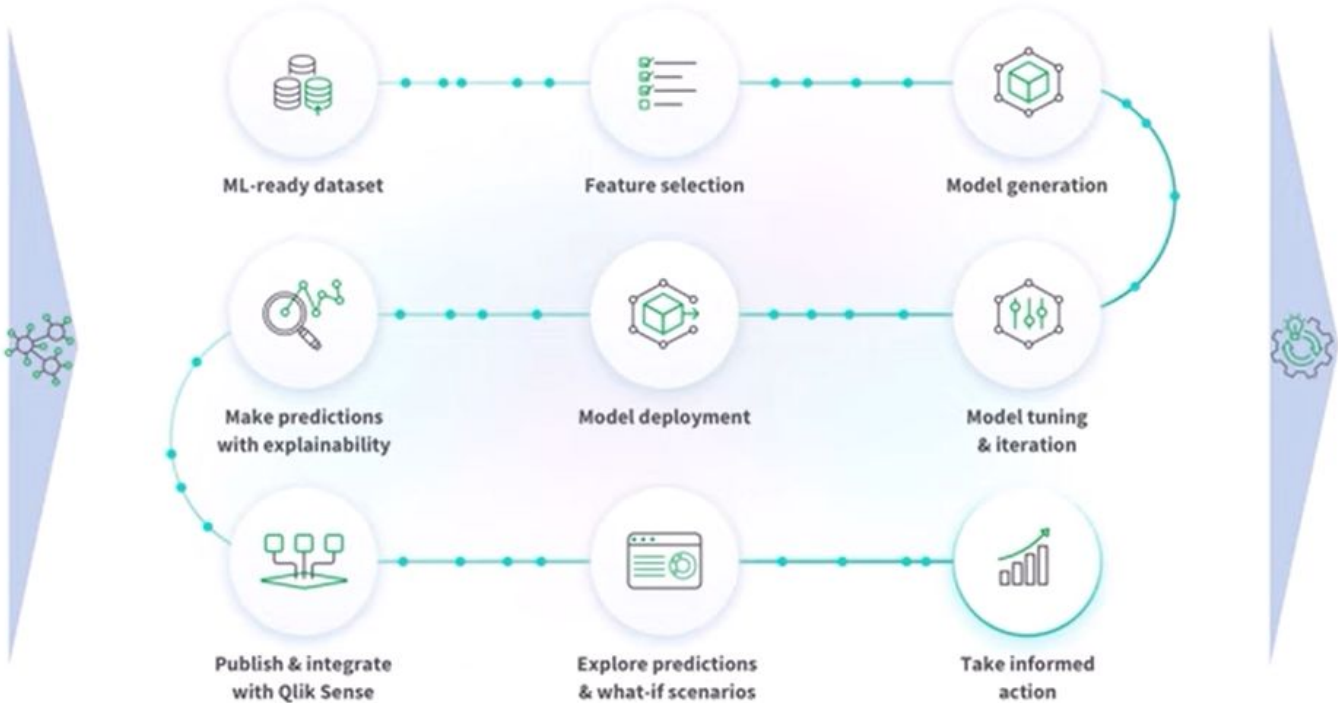 ML-ready dataset
Feature selection
Model generation
Make predictions
with explainability
Model deployment
Model tuning
& iteration
Publish & integrate
with Qlik Sense
Explore predictions
& what-if scenarios
Take informed
action